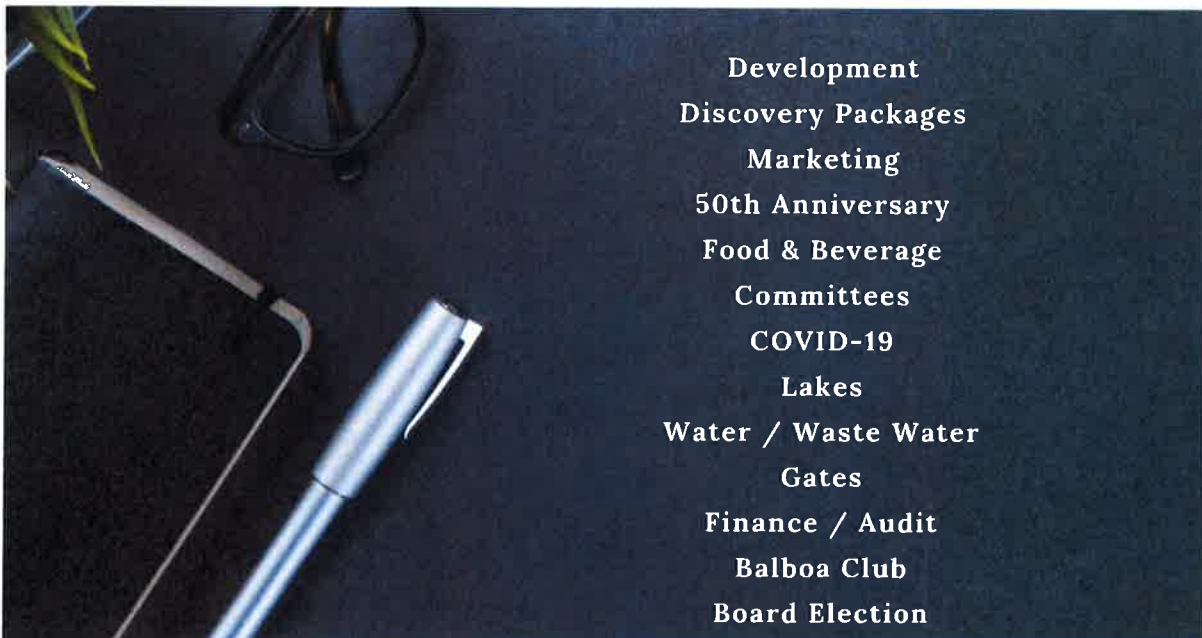 Development
Discovery Packages
Marketing
50th Anniversary
Food & Beverage
Committees
COVID-19
Lakes
Water / Waste Water
Gates
Finance / Audit
Balboa Club
Board Election